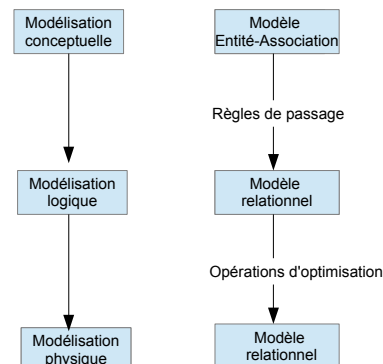 Modélisation
conceptuelle
Modèle
Entité-Association
Règles de passage
Modélisation
logique
Modèle
relationnel
Opérations d'optimisation
Modélisation
physique
Modèle
relationnel